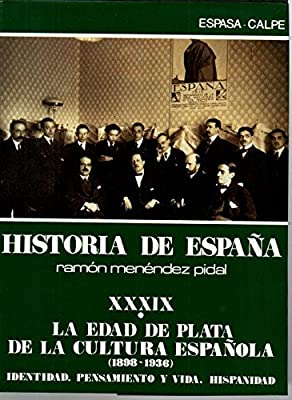 ESPASA-CALPE
ESPAÑA
HISTORIA DE ESPAÑA
ramón menéndez pidal
XXXIX
LA EDAD DE PLATA
DE LA CULTURA ESPAÑOLA
(1898-1936)
IDENTIDAD. PENSAMIENTO Y VIDA. HISPANIDAD